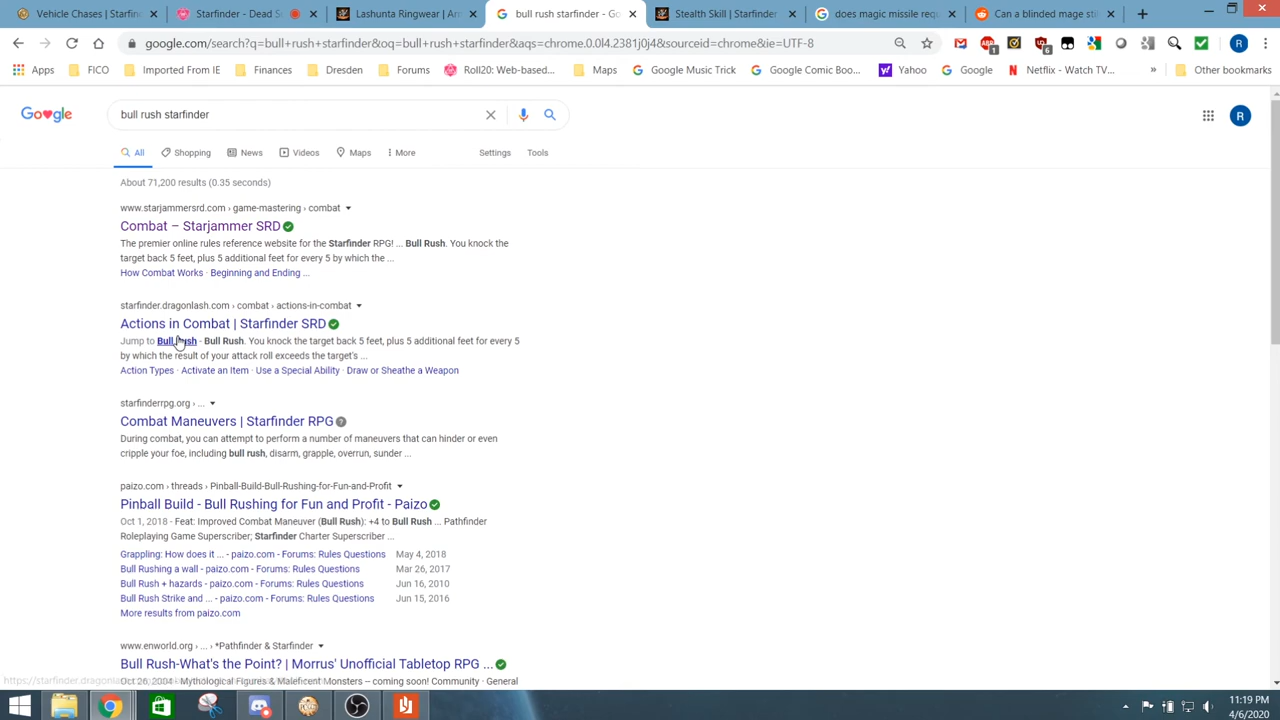 Vehicle Chases | Starfin
Starfinder - Dead S
Lashunta Ringwear | Ar
bull rush starfinder - Go
Stealth Skill | Starfinder
does magic missile requ
Can a blinded mage sti
google.com/search?q=bull+rush+starfinder&oq=bull+rush+starfinder&aqs=chrome.0.0l4.2381j0j4&sourceid=chrome&ie=UTF-8
Apps
FICO
Imported From IE
Finances
Dresden
Forums
Roll20: Web-based...
Maps
Google Music Trick
Google Comic Boo...
Yahoo
Google
Netflix - Watch TV...
»
Other bookmarks
bull rush starfinder
R
All
Shopping
News
Videos
Maps
More
Settings
Tools
About 71,200 results (0.35 seconds)
www.starjammersrd.com › game-mastering › combat
Combat – Starjammer SRD
The premier online rules reference website for the Starfinder RPG! ... Bull Rush. You knock the
target back 5 feet, plus 5 additional feet for every 5 by which the ...
How Combat Works · Beginning and Ending ...
starfinder.dragonlash.com › combat › actions-in-combat
Actions in Combat | Starfinder SRD
Jump to Bull Rush - Bull Rush. You knock the target back 5 feet, plus 5 additional feet for every 5
by which the result of your attack roll exceeds the target's ...
Action Types · Activate an Item · Use a Special Ability · Draw or Sheathe a Weapon
starfinderrpg.org › ...
Combat Maneuvers | Starfinder RPG
During combat, you can attempt to perform a number of maneuvers that can hinder or even
cripple your foe, including bull rush, disarm, grapple, overrun, sunder ...
paizo.com › threads › Pinball-Build-Bull-Rushing-for-Fun-and-Profit
Pinball Build - Bull Rushing for Fun and Profit - Paizo
Oct 1, 2018 - Feat: Improved Combat Maneuver (Bull Rush): +4 to Bull Rush ... Pathfinder
Roleplaying Game Superscriber; Starfinder Charter Superscriber ...
Grappling: How does it ... - paizo.com - Forums: Rules Questions May 4, 2018
Bull Rushing a wall - paizo.com - Forums: Rules Questions Mar 26, 2017
Bull Rush + hazards - paizo.com - Forums: Rules Questions Jun 16, 2010
Bull Rush Strike and ... - paizo.com - Forums: Rules Questions Jun 15, 2016
More results from paizo.com
www.enworld.org › ... › *Pathfinder & Starfinder
Bull Rush-What's the Point? | Morrus' Unofficial Tabletop RPG ...
Oct 26, 2004 - Mythological Figures & Maleficent Monsters -- coming soon! Community · General
11:19 PM
4/6/2020